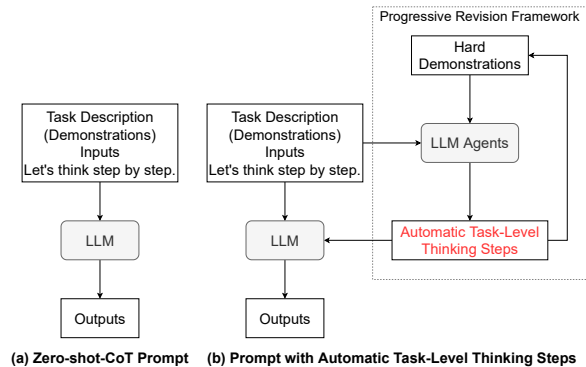 Progressive Revision Framework
Hard
Demonstrations
Task Description
(Demonstrations)
Inputs
Let's think step by step.
Task Description
(Demonstrations)
Inputs
Let's think step by step.
LLM Agents
LLM
LLM
Automatic Task-Level
Thinking Steps
Outputs
Outputs
(a) Zero-shot-CoT Prompt
(b) Prompt with Automatic Task-Level Thinking Steps